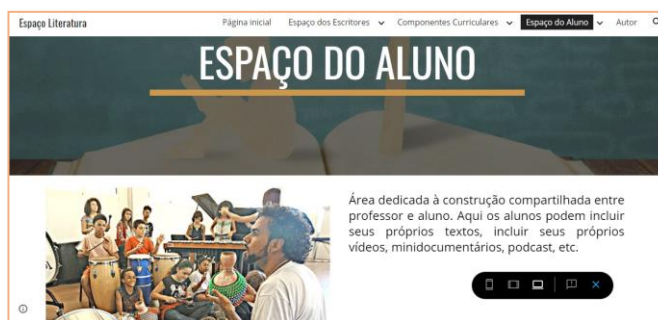 Espaço Literatura Página inicial Espaço dos Escritores Componentes Curriculares Espaço do Aluno Autor
ESPAÇO DO ALUNO
Área dedicada à construção compartilhada entre
professor e aluno. Aqui os alunos podem incluir
seus próprios textos, incluir seus próprios
vídeos, minidocumentários, podcast, etc.